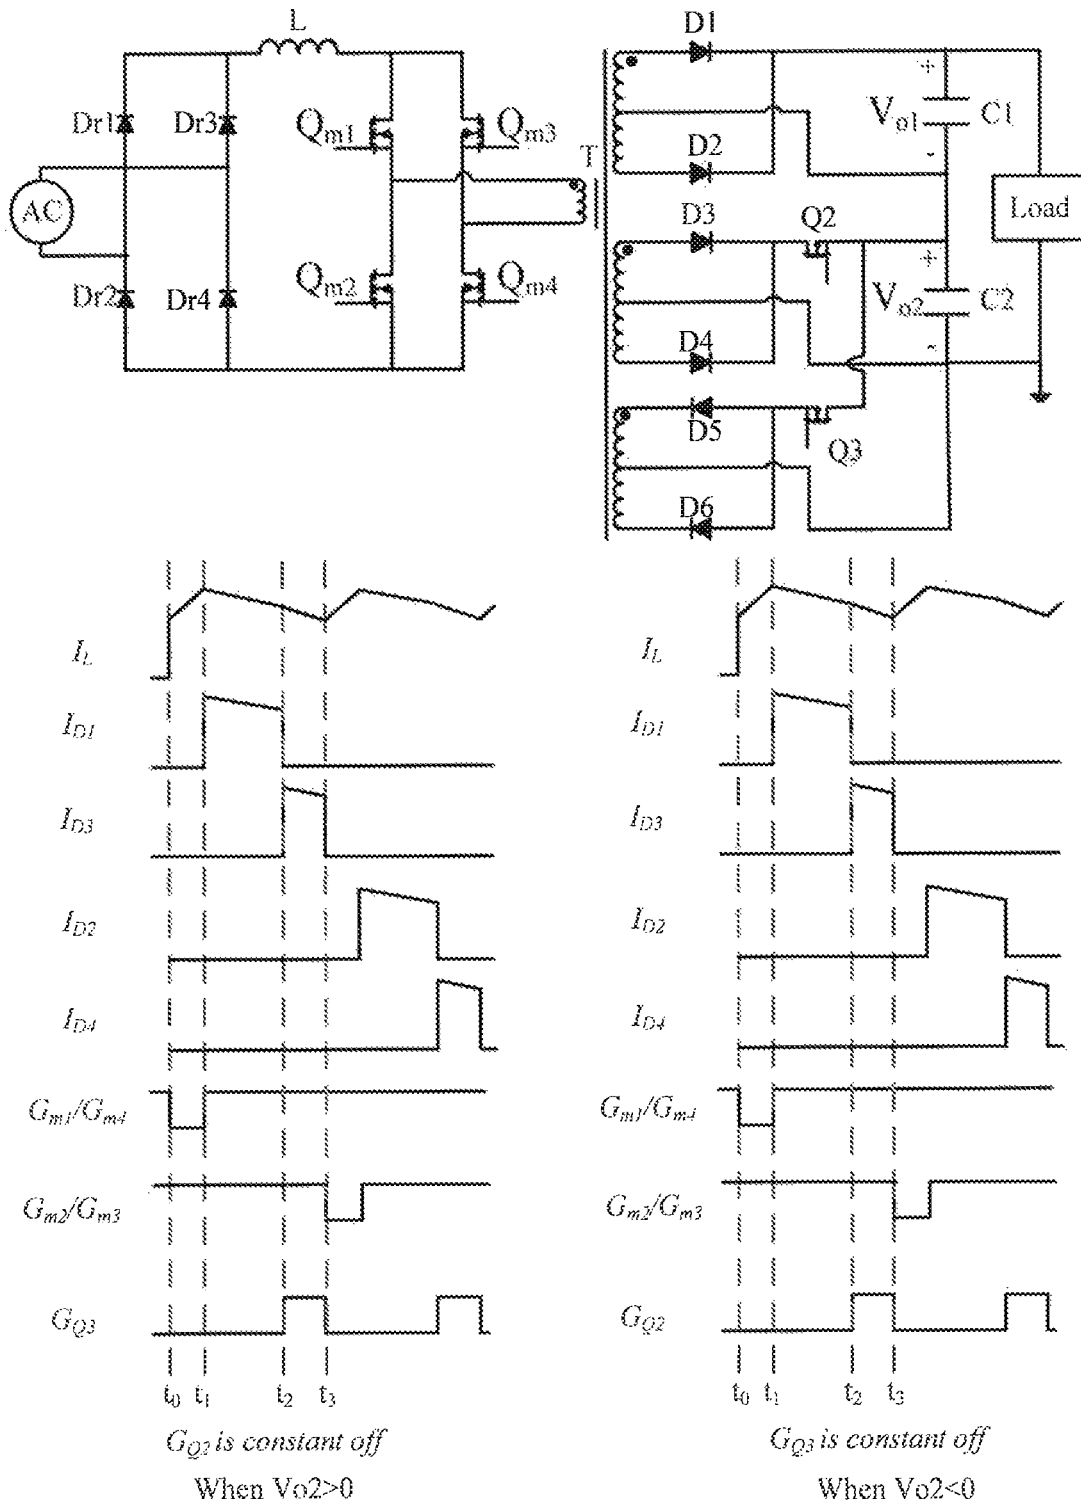 L
D1
Dr1
Dr3
Qm1
Qm3
+
Vo1
C1
-
D2
T
AC
D3
Q2
Load
Dr2
Dr4
Qm2
Qm4
+
Vo2
C2
-
D4
D5
Q3
D6
IL
IL
ID1
ID1
ID3
ID3
ID2
ID2
ID4
ID4
Gm1/Gm4
Gm1/Gm4
Gm2/Gm3
Gm2/Gm3
GQ3
GQ2
t0 t1 t2 t3
t0 t1 t2 t3
GQ2 is constant off
GQ3 is constant off
When Vo2>0
When Vo2<0